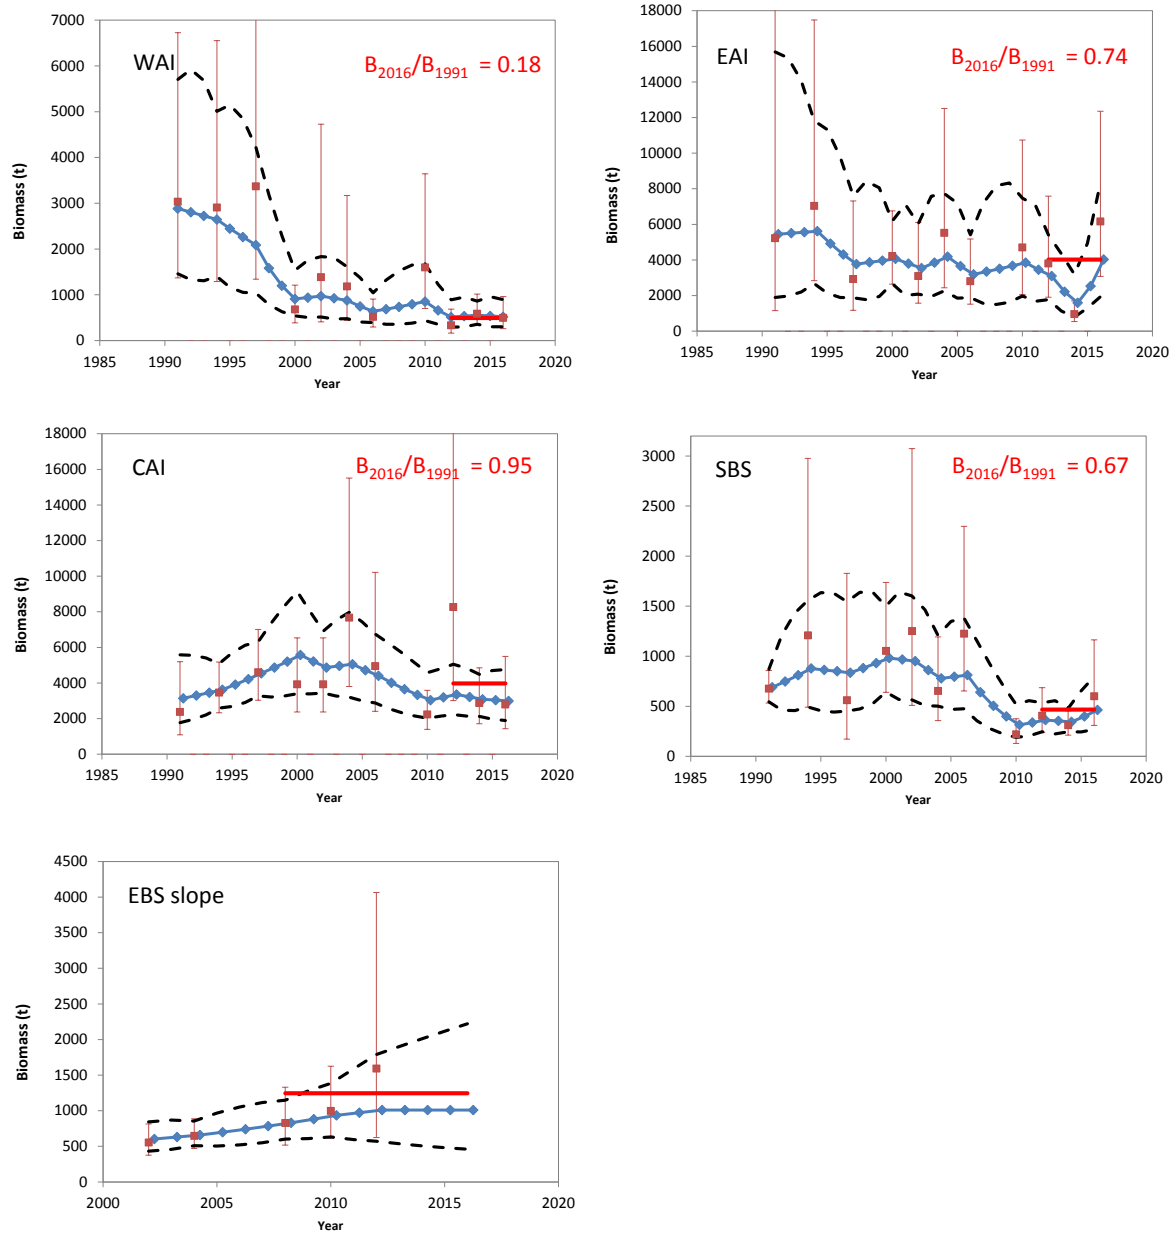 WAI
B2016/B1991 = 0.18
Biomass (t)
7000
6000
5000
4000
3000
2000
1000
0
1985 1990 1995 2000 2005 2010 2015 2020
Year
EAI
B2016/B1991 = 0.74
Biomass (t)
18000
16000
14000
12000
10000
8000
6000
4000
2000
0
1985 1990 1995 2000 2005 2010 2015 2020
Year
CAI
B2016/B1991 = 0.95
Biomass (t)
18000
16000
14000
12000
10000
8000
6000
4000
2000
0
1985 1990 1995 2000 2005 2010 2015 2020
Year
SBS
B2016/B1991 = 0.67
Biomass (t)
3000
2500
2000
1500
1000
500
0
1985 1990 1995 2000 2005 2010 2015 2020
Year
EBS slope
Biomass (t)
4500
4000
3500
3000
2500
2000
1500
1000
500
0
2000 2005 2010 2015 2020
Year